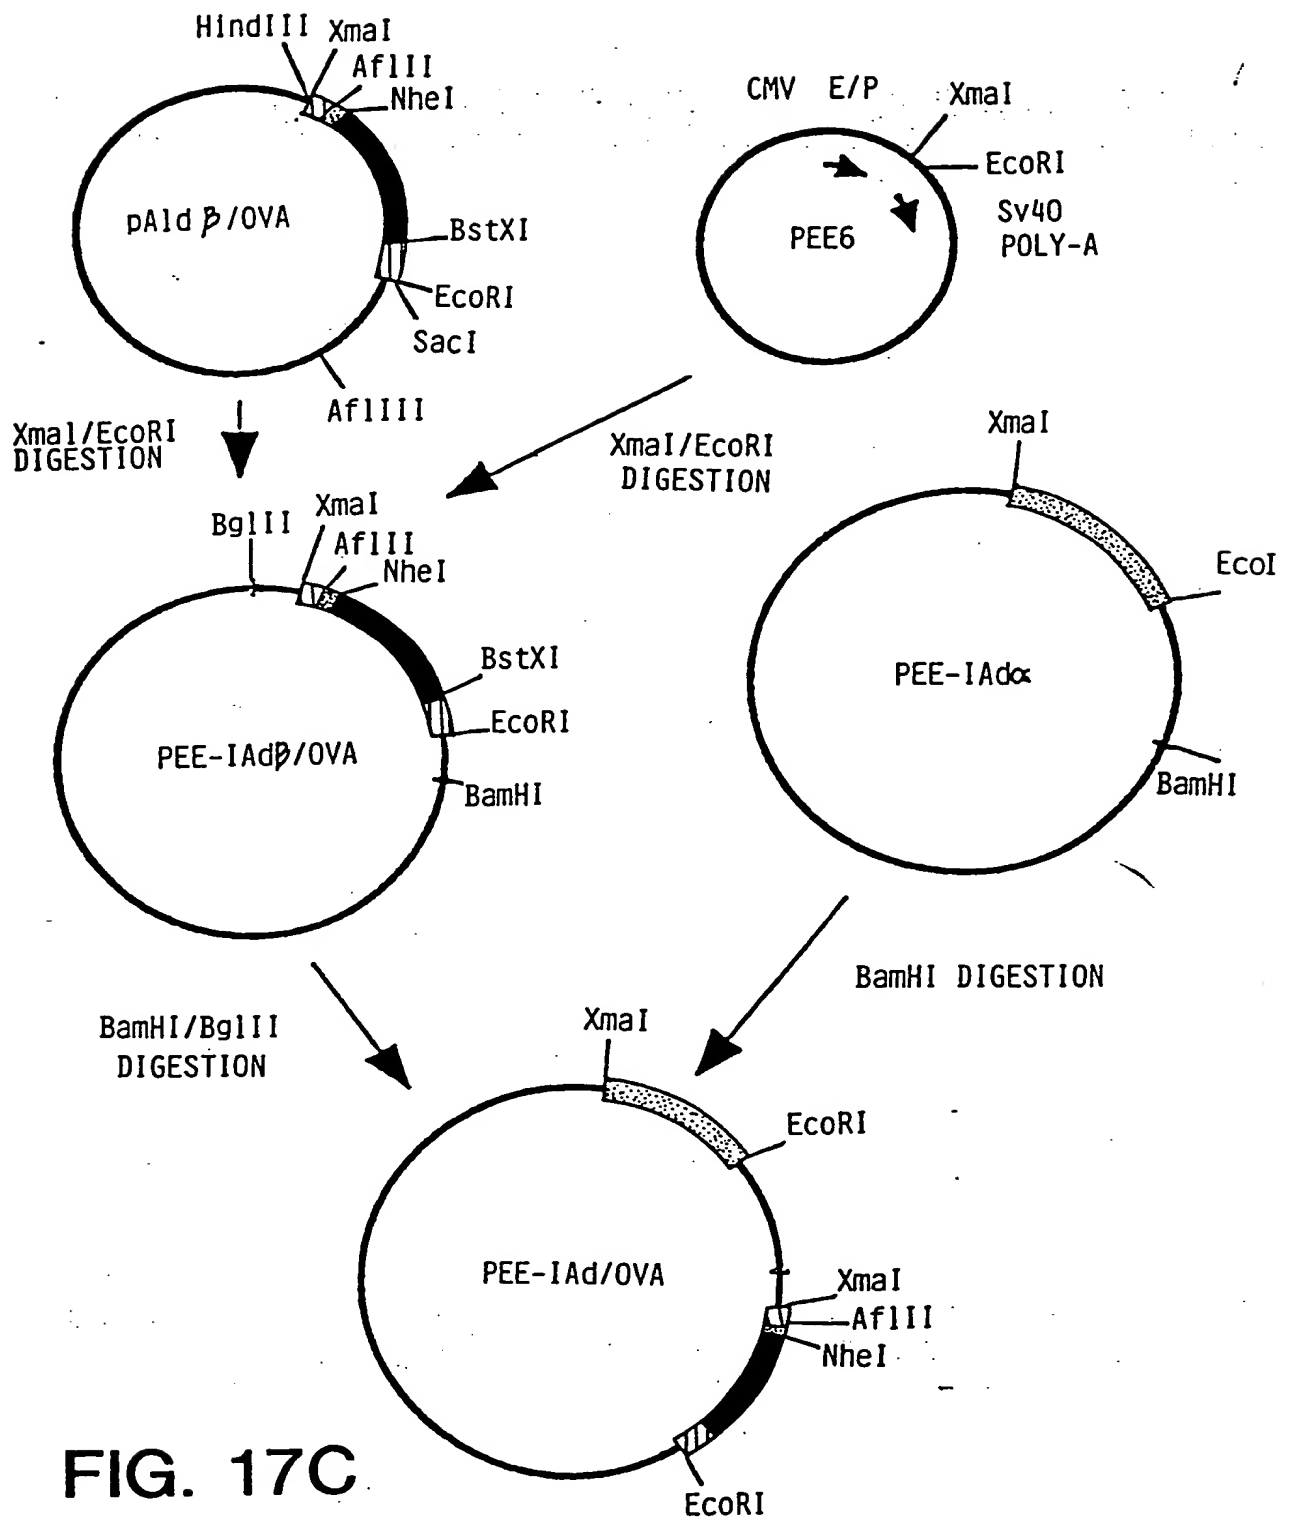 HindIII XmaI
AflII
NheI
pAld β/OVA
BstXI
EcoRI
SacI
AflIII
CMV E/P
XmaI
EcoRI
Sv40
POLY-A
PEE6
XmaI/EcoRI
DIGESTION
XmaI/EcoRI
DIGESTION
XmaI
EcoI
PEE-IAdα
BamHI
BglII
XmaI
AflII
NheI
BstXI
EcoRI
PEE-IAdβ/OVA
BamHI
BamHI/BglII
DIGESTION
BamHI DIGESTION
XmaI
EcoRI
PEE-IAd/OVA
XmaI
AflII
NheI
EcoRI
FIG. 17C